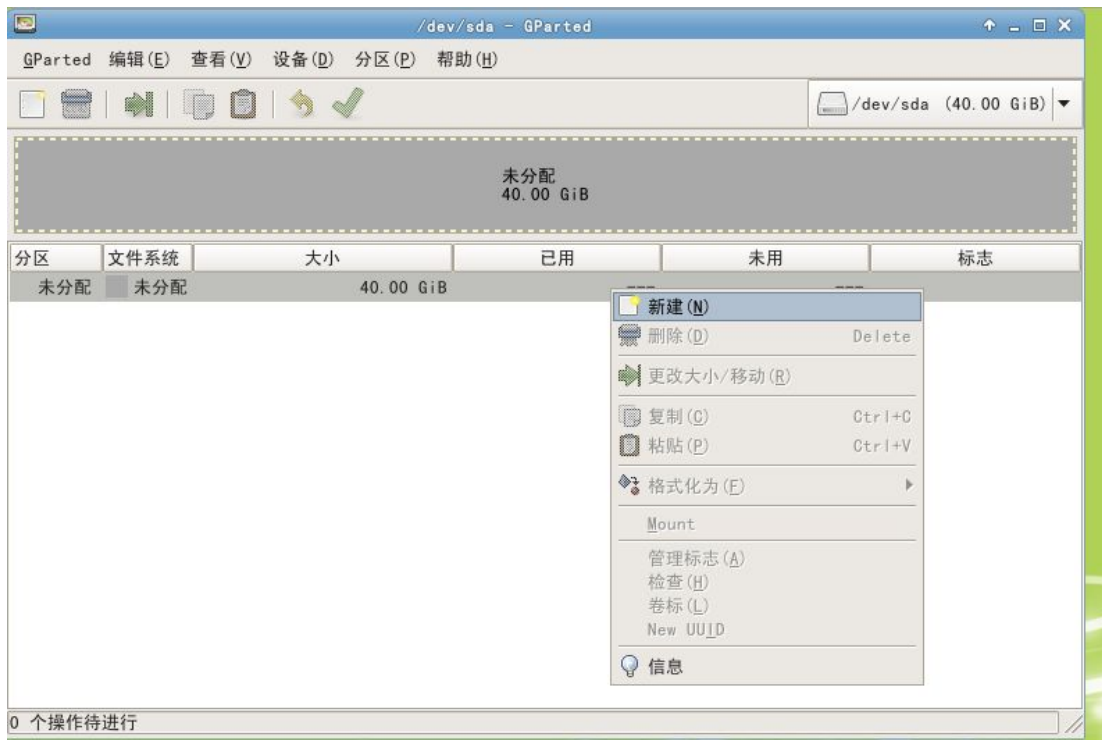 /dev/sda - GParted
GParted 编辑(E) 查看(V) 设备(D) 分区(P) 帮助(H)
/dev/sda (40.00 GiB)
未分配
40.00 GiB
分区 文件系统 大小 已用 未用 标志
未分配 未分配 40.00 GiB --- ---
新建(N)
删除(D) Delete
更改大小/移动(R)
复制(C) Ctrl+C
粘贴(P) Ctrl+V
格式化为(F)
Mount
管理标志(A)
检查(H)
卷标(L)
New UUID
信息
0 个操作待进行